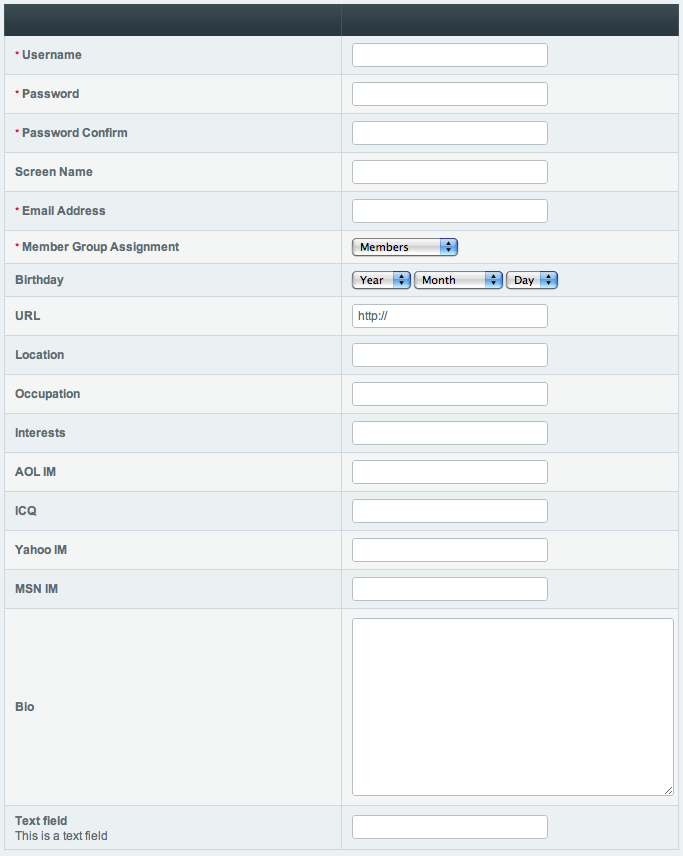 * Username
* Password
* Password Confirm
Screen Name
* Email Address
* Member Group Assignment Members
Birthday Year Month Day
URL http://
Location
Occupation
Interests
AOL IM
ICQ
Yahoo IM
MSN IM
Bio
Text field
This is a text field